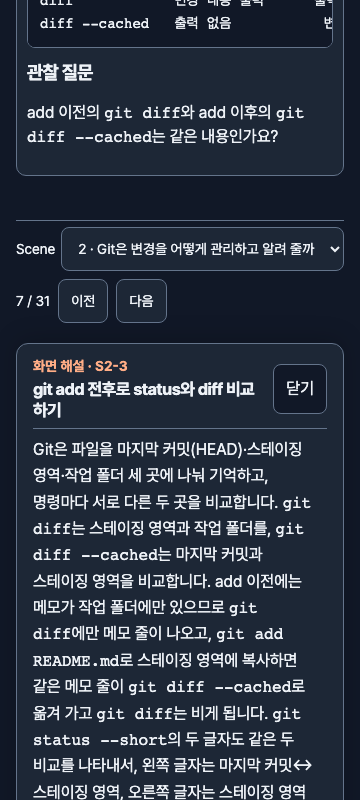 diff --cached 출력 없음
관찰 질문
add 이전의 git diff와 add 이후의 git
diff --cached는 같은 내용인가요?
Scene 2 · Git은 변경을 어떻게 관리하고 알려 줄까
7 / 31 이전 다음
화면 해설 · S2-3
git add 전후로 status와 diff 비교
하기
닫기
Git은 파일을 마지막 커밋(HEAD)·스테이징
영역·작업 폴더 세 곳에 나눠 기억하고,
명령마다 서로 다른 두 곳을 비교합니다. git
diff는 스테이징 영역과 작업 폴더를, git
diff --cached는 마지막 커밋과
스테이징 영역을 비교합니다. add 이전에는
메모가 작업 폴더에만 있으므로 git
diff에만 메모 줄이 나오고, git add
README.md로 스테이징 영역에 복사하면
같은 메모 줄이 git diff --cached로
옮겨 가고 git diff는 비게 됩니다. git
status --short의 두 글자도 같은 두
비교를 나타내서, 왼쪽 글자는 마지막 커밋↔
스테이징 영역, 오른쪽 글자는 스테이징 영역